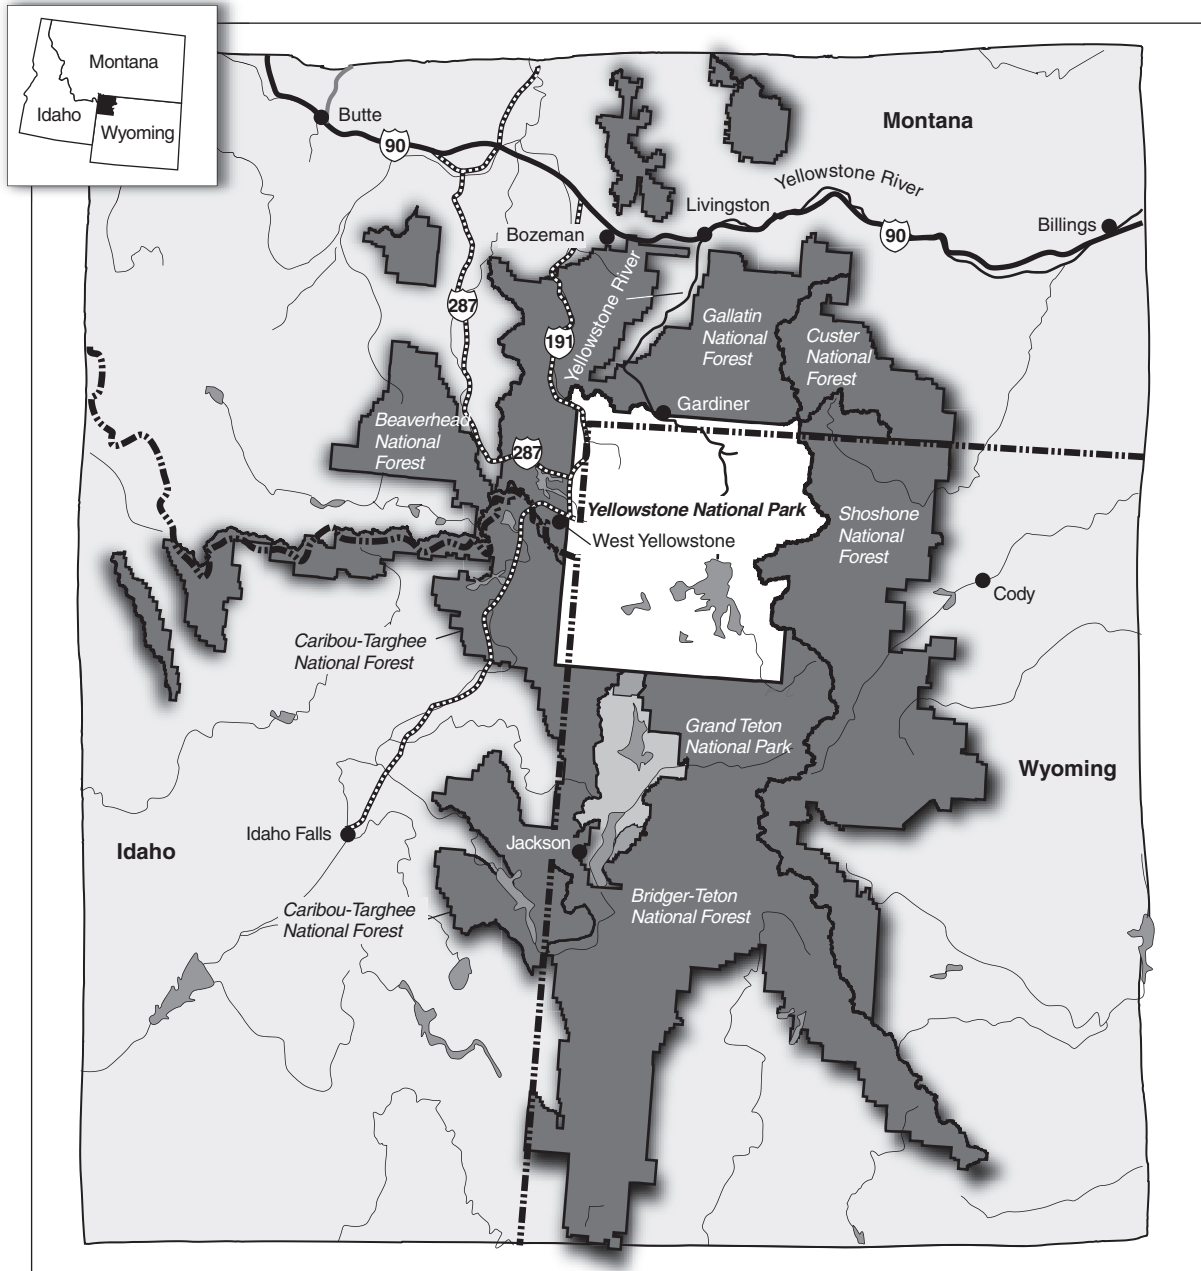 Montana
Idaho
Wyoming
Butte
90
Montana
Yellowstone River
Livingston
Bozeman
90
Billings
Yellowstone River
287
191
Gallatin
National
Forest
Custer
National
Forest
Gardiner
Beaverhead
National
Forest
287
Yellowstone National Park
West Yellowstone
Shoshone
National
Forest
Cody
Caribou-Targhee
National Forest
Grand Teton
National Park
Wyoming
Idaho Falls
Idaho
Jackson
Caribou-Targhee
National Forest
Bridger-Teton
National Forest